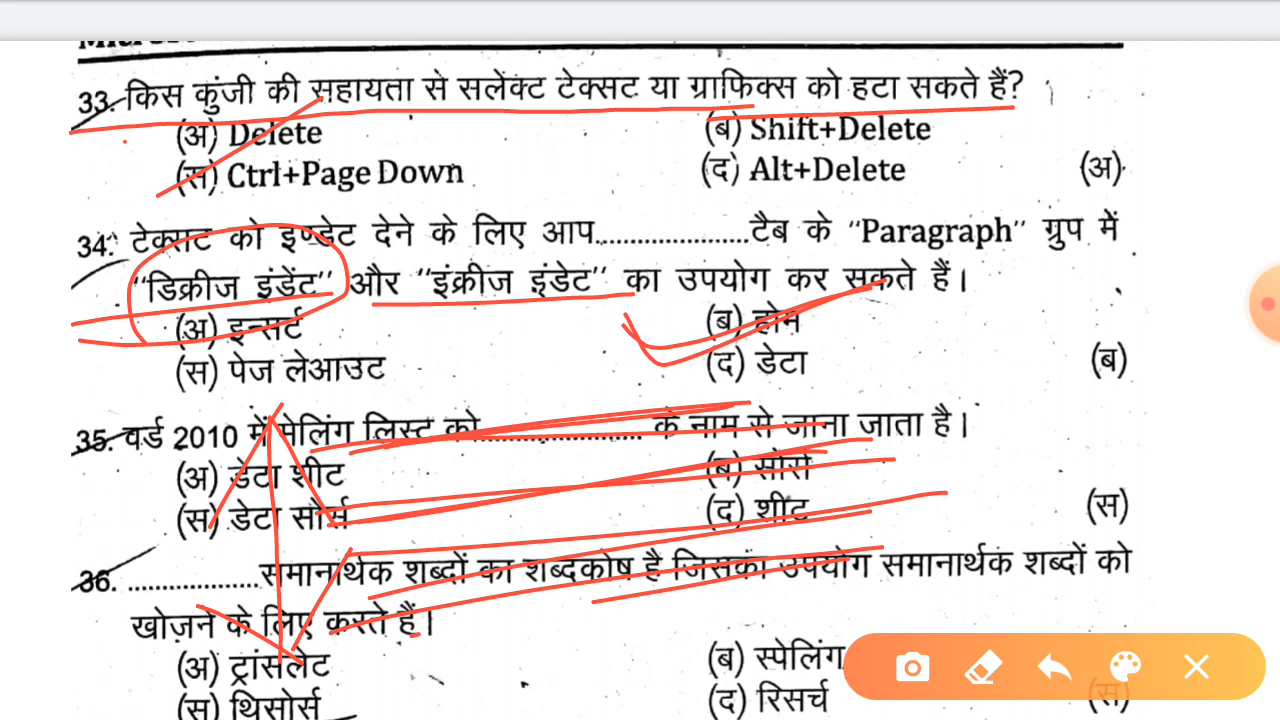 33. किस कुंजी की सहायता से सलेक्ट टेक्सट या ग्राफिक्स को हटा सकते हैं?
(अ) Delete (ब) Shift+Delete
(स) Ctrl+Page Down (द) Alt+Delete (अ)
34. टेक्सट को इण्डेट देने के लिए आप....................टैब के "Paragraph" ग्रुप में
"डिक्रीज इंडेंट" और "इंक्रीज इंडेट" का उपयोग कर सकते हैं।
(अ) इन्सर्ट (ब) होम
(स) पेज लेआउट (द) डेटा (ब)
35. वर्ड 2010 में मेलिंग लिस्ट को.................... के नाम से जाना जाता है।
(अ) डेटा शीट (ब) सोर्स
(स) डेटा सोर्स (द) शीट (स)
36. ................समानार्थक शब्दों का शब्दकोष है जिसका उपयोग समानार्थक शब्दों को
खोजने के लिए करते हैं।
(अ) ट्रांसलेट (ब) स्पेलिंग
(स) थिसोर्स (द) रिसर्च (स)